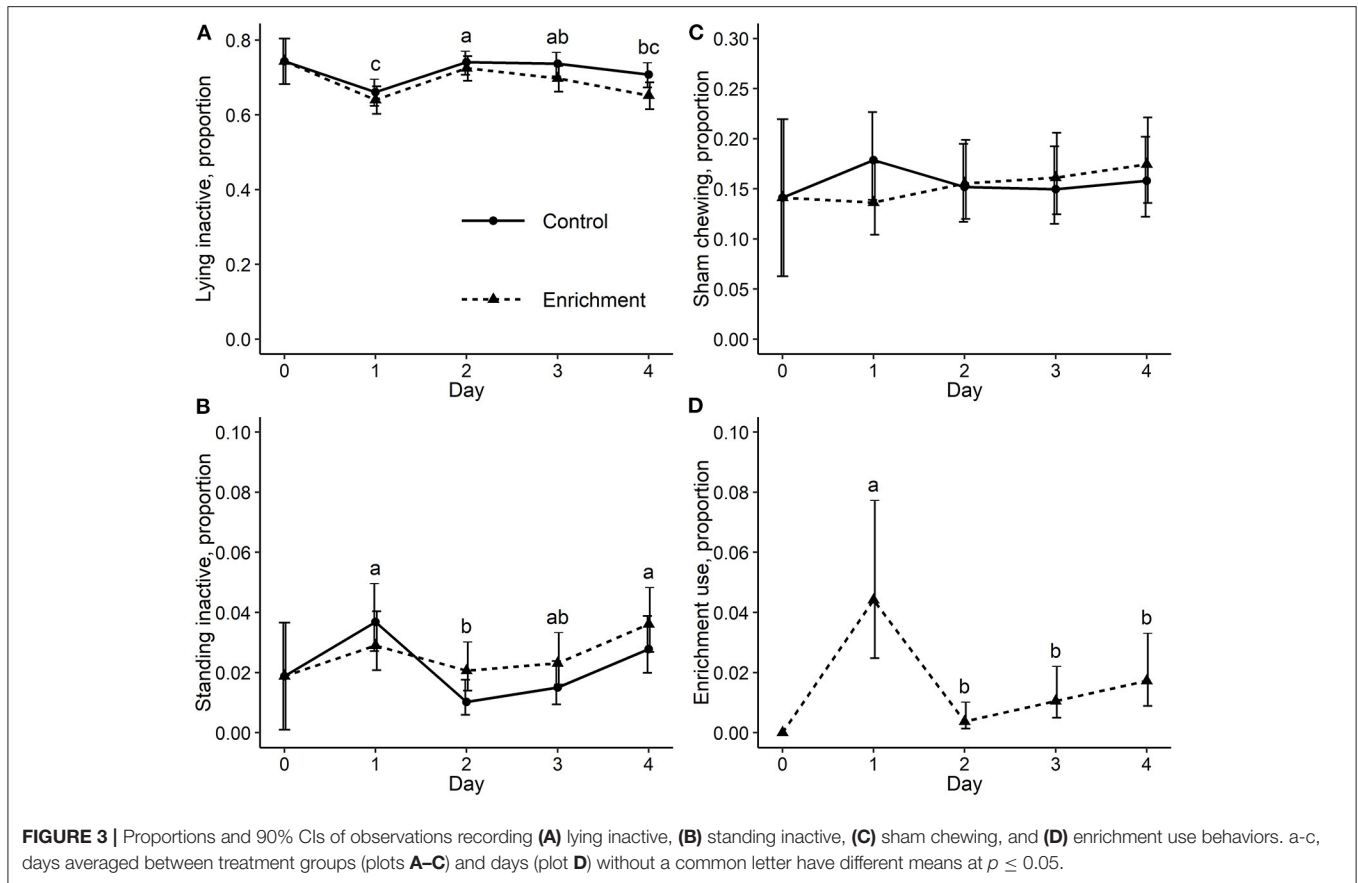 A
Lying inactive, proportion
0.8
0.6
0.4
0.2
0.0
c
a
ab
bc
Control
Enrichment
0
1
2
3
4
Day
C
Sham chewing, proportion
0.30
0.25
0.20
0.15
0.10
0.05
0.00
0
1
2
3
4
Day
B
Standing inactive, proportion
0.10
0.08
0.06
0.04
0.02
0.00
a
b
ab
a
0
1
2
3
4
Day
D
Enrichment use, proportion
0.10
0.08
0.06
0.04
0.02
0.00
a
b
b
b
0
1
2
3
4
Day
FIGURE 3 | Proportions and 90% CIs of observations recording (A) lying inactive, (B) standing inactive, (C) sham chewing, and (D) enrichment use behaviors. a-c,
days averaged between treatment groups (plots A–C) and days (plot D) without a common letter have different means at p ≤ 0.05.